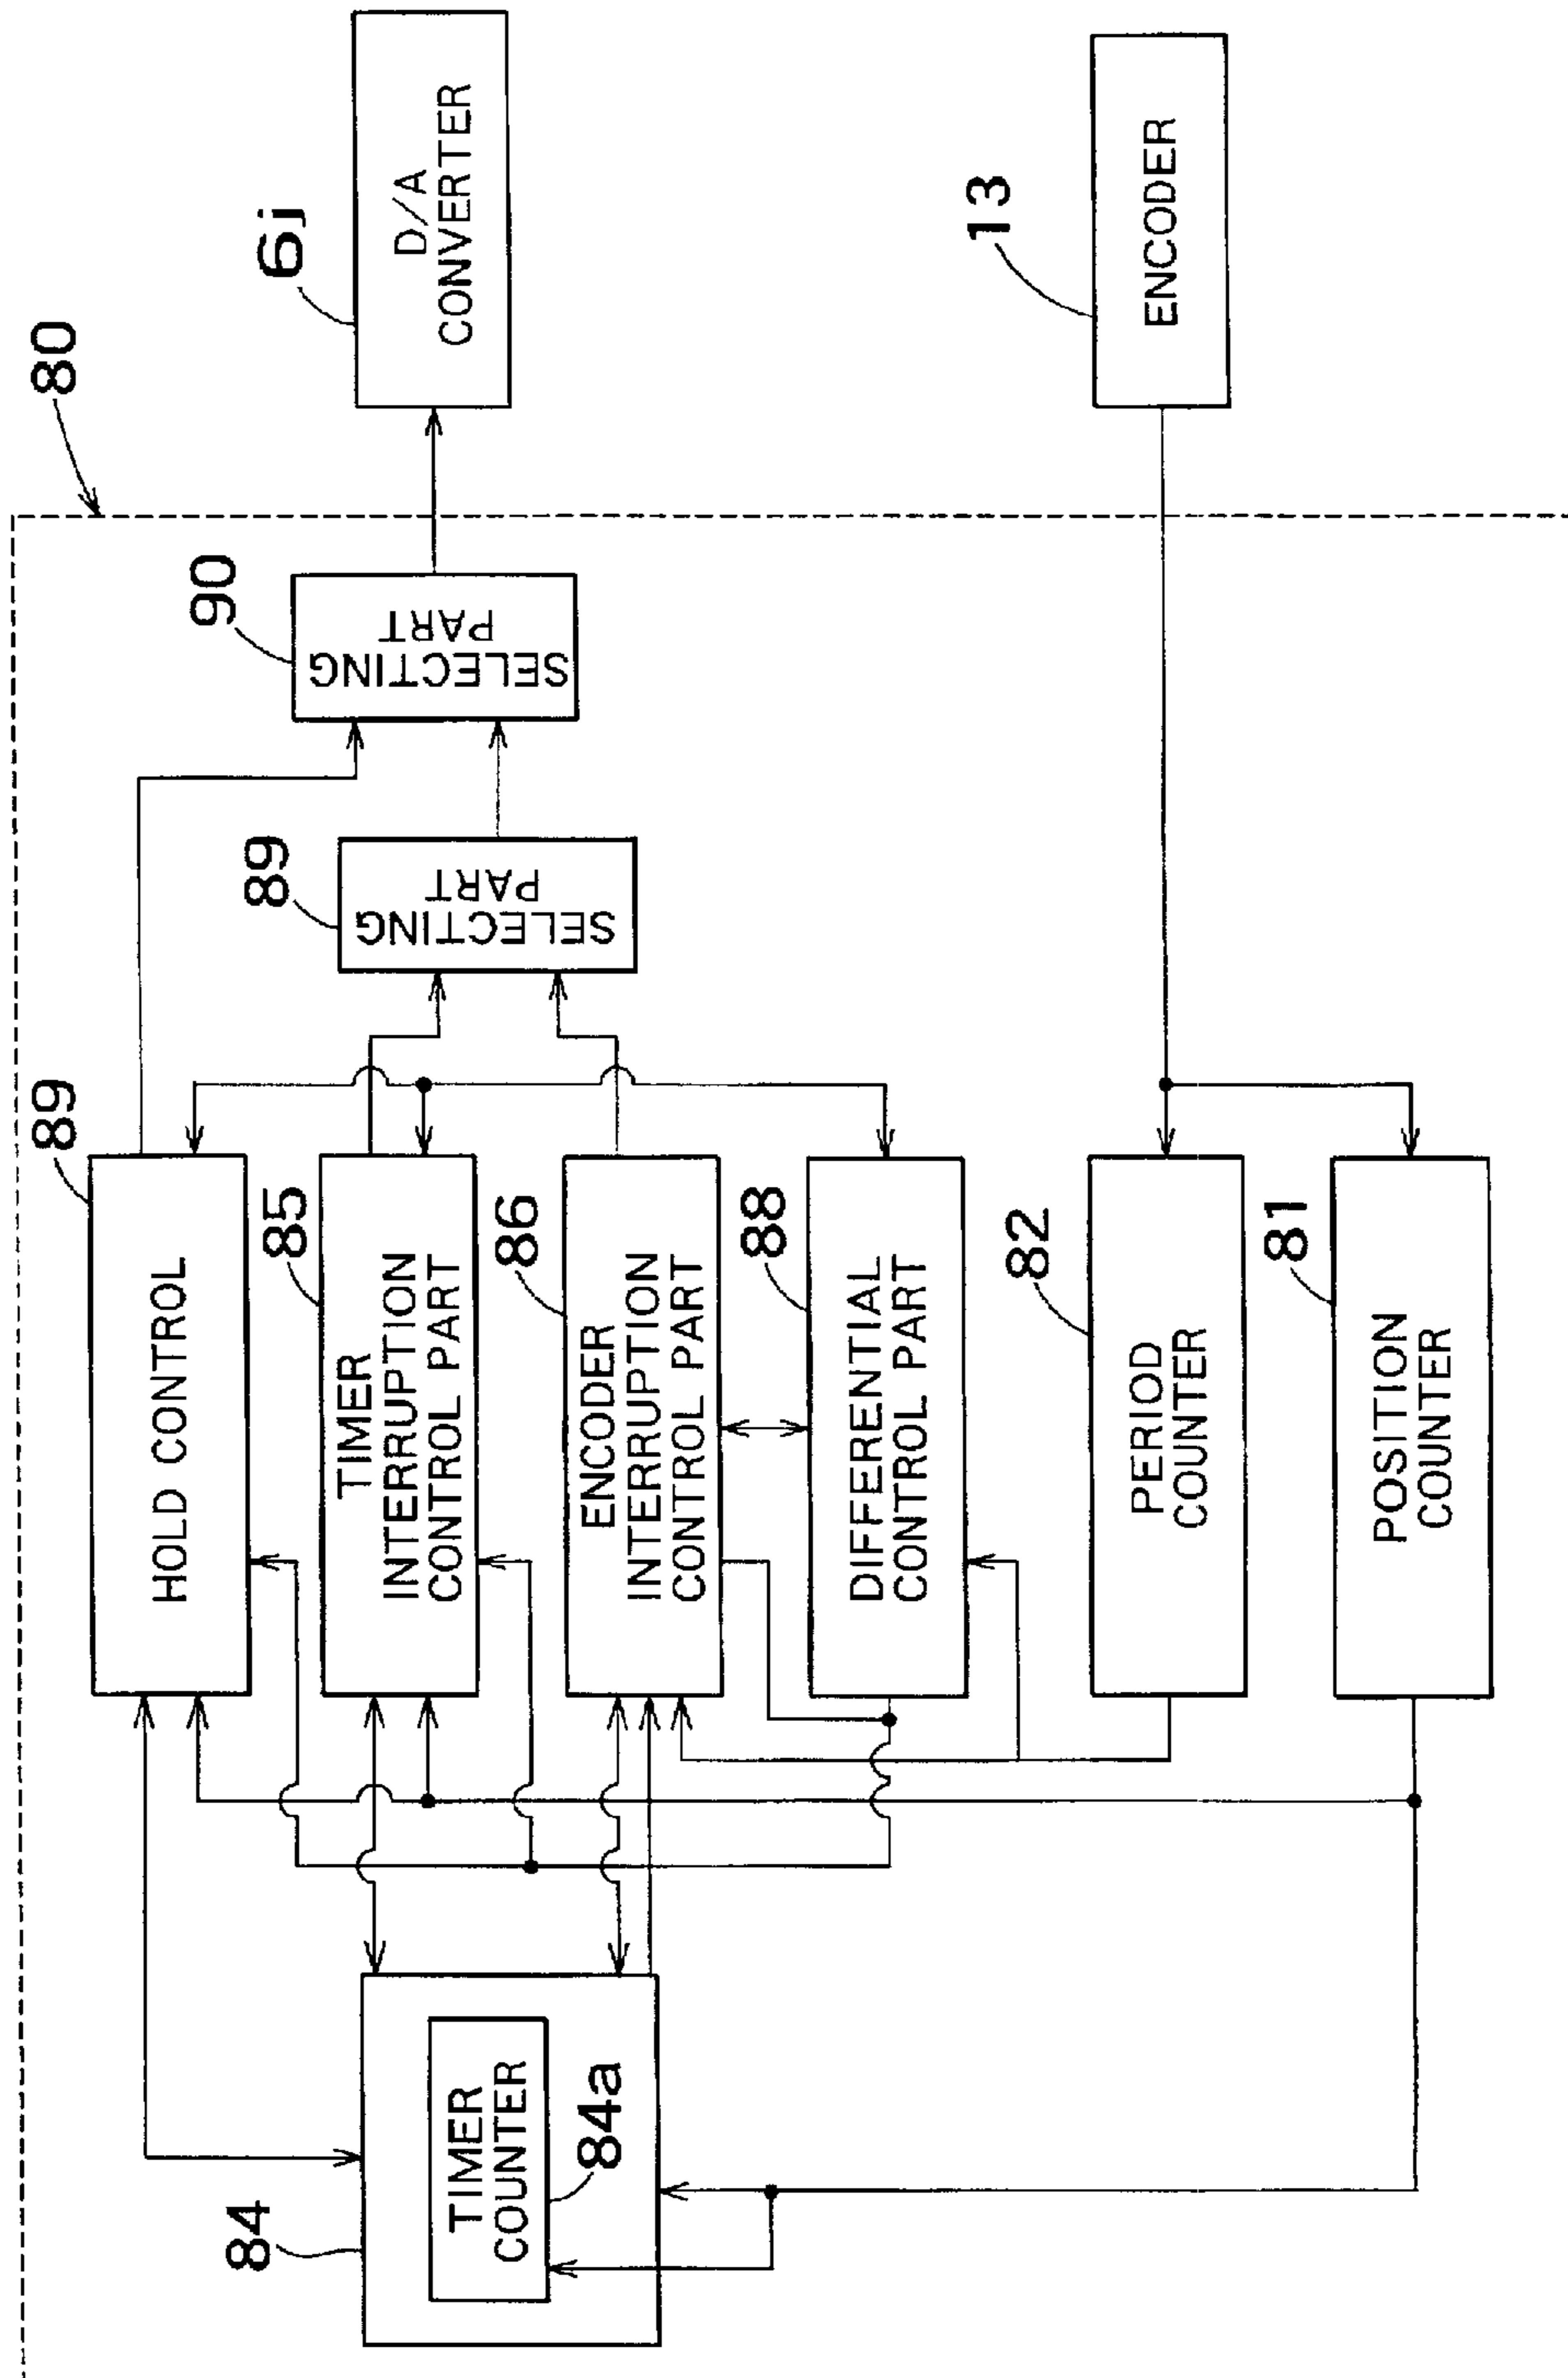 80
84
TIMER
COUNTER
84a
89
HOLD CONTROL
85
TIMER
INTERRUPTION
CONTROL PART
86
ENCODER
INTERRUPTION
CONTROL PART
88
DIFFERENTIAL
CONTROL PART
82
PERIOD
COUNTER
81
POSITION
COUNTER
89
SELECTING
PART
90
SELECTING
PART
6j
D/A
CONVERTER
13
ENCODER